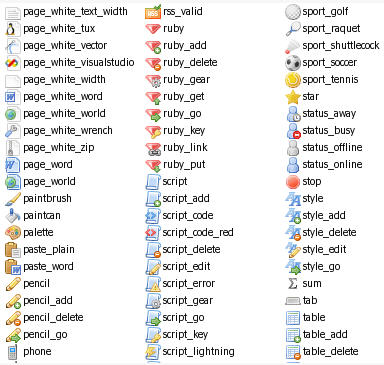 page_white_text_width
page_white_tux
page_white_vector
page_white_visualstudio
page_white_width
page_white_word
page_white_world
page_white_wrench
page_white_zip
page_word
page_world
paintbrush
paintcan
palette
paste_plain
paste_word
pencil
pencil_add
pencil_delete
pencil_go
phone
rss_valid
ruby
ruby_add
ruby_delete
ruby_gear
ruby_get
ruby_go
ruby_key
ruby_link
ruby_put
script
script_add
script_code
script_code_red
script_delete
script_edit
script_error
script_gear
script_go
script_key
script_lightning
sport_golf
sport_raquet
sport_shuttlecock
sport_soccer
sport_tennis
star
status_away
status_busy
status_offline
status_online
stop
style
style_add
style_delete
style_edit
style_go
sum
tab
table
table_add
table_delete